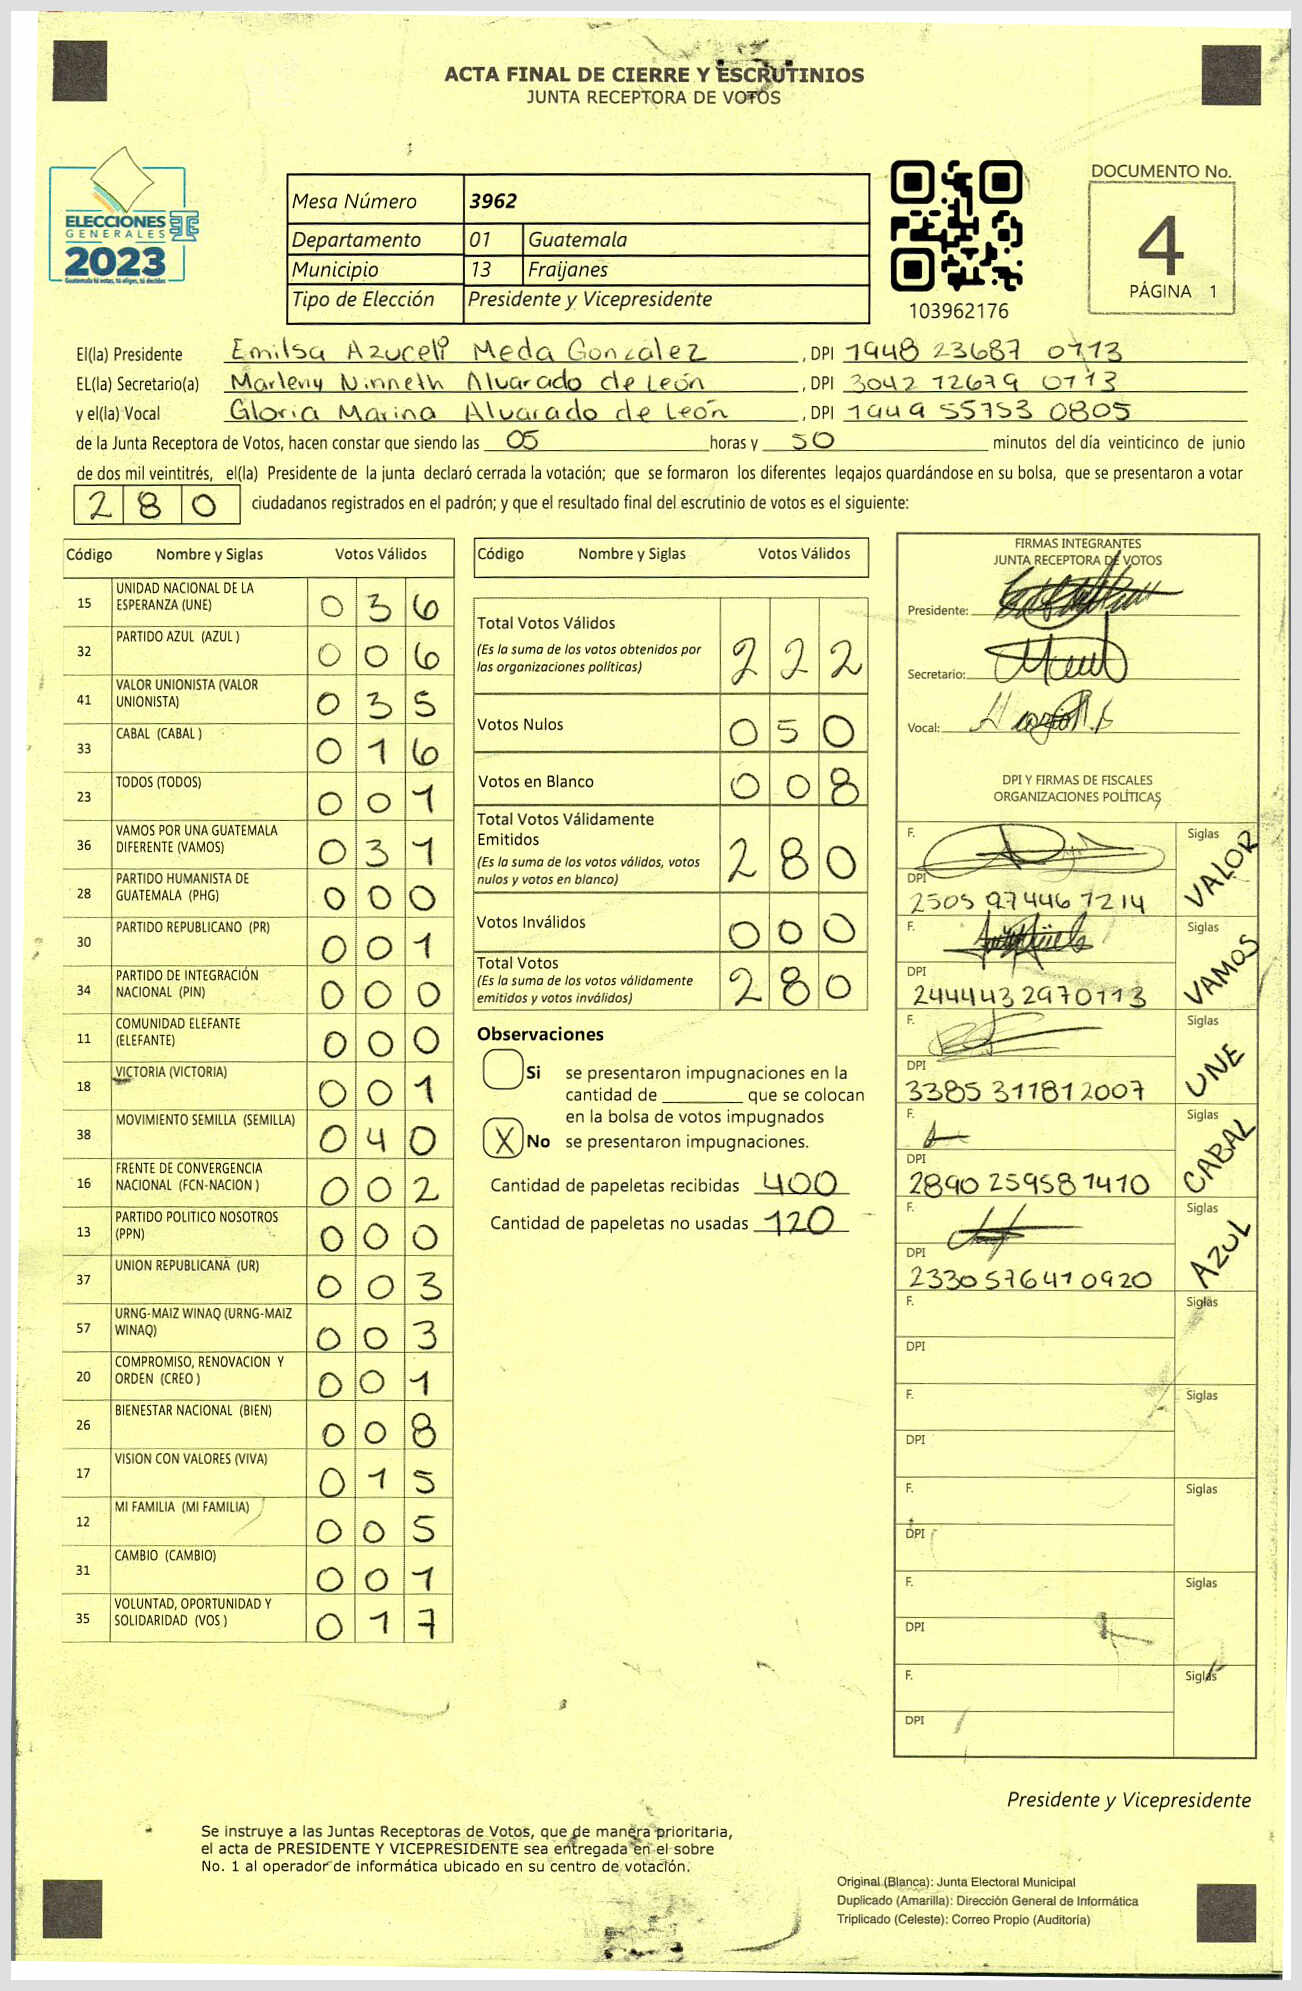 ACTA FINAL DE CIERRE Y ESCRUTINIOS
JUNTA RECEPTORA DE VOTOS
ELECCIONES
GENERALES
2023
Guatemala tú votas, tú eliges, tú decides
Mesa Número 3962
Departamento 01 Guatemala
Municipio 13 Fraijanes
Tipo de Elección Presidente y Vicepresidente
103962176
DOCUMENTO No.
4
PÁGINA 1
El(la) Presidente Emilsa Azuceli Meda Gonzalez , DPI 1948 23687 0113
EL(la) Secretario(a) Marleny Ninneth Alvarado de León , DPI 3042 12679 0113
y el(la) Vocal Gloria Marina Alvarado de León , DPI 1949 55753 0805
de la Junta Receptora de Votos, hacen constar que siendo las 05 horas y 50 minutos del día veinticinco de junio
de dos mil veintitrés, el(la) Presidente de la junta declaró cerrada la votación; que se formaron los diferentes legajos guardándose en su bolsa, que se presentaron a votar
280 ciudadanos registrados en el padrón; y que el resultado final del escrutinio de votos es el siguiente:
Código Nombre y Siglas Votos Válidos
15 UNIDAD NACIONAL DE LA ESPERANZA (UNE) 0 3 6
32 PARTIDO AZUL (AZUL ) 0 0 6
41 VALOR UNIONISTA (VALOR UNIONISTA) 0 3 5
33 CABAL (CABAL ) 0 1 6
23 TODOS (TODOS) 0 0 1
36 VAMOS POR UNA GUATEMALA DIFERENTE (VAMOS) 0 3 1
28 PARTIDO HUMANISTA DE GUATEMALA (PHG) 0 0 0
30 PARTIDO REPUBLICANO (PR) 0 0 1
34 PARTIDO DE INTEGRACIÓN NACIONAL (PIN) 0 0 0
11 COMUNIDAD ELEFANTE (ELEFANTE) 0 0 0
18 VICTORIA (VICTORIA) 0 0 1
38 MOVIMIENTO SEMILLA (SEMILLA) 0 4 0
16 FRENTE DE CONVERGENCIA NACIONAL (FCN-NACION ) 0 0 2
13 PARTIDO POLITICO NOSOTROS (PPN) 0 0 0
37 UNION REPUBLICANA (UR) 0 0 3
57 URNG-MAIZ WINAQ (URNG-MAIZ WINAQ) 0 0 3
20 COMPROMISO, RENOVACION Y ORDEN (CREO ) 0 0 1
26 BIENESTAR NACIONAL (BIEN) 0 0 8
17 VISION CON VALORES (VIVA) 0 1 5
12 MI FAMILIA (MI FAMILIA) 0 0 5
31 CAMBIO (CAMBIO) 0 0 1
35 VOLUNTAD, OPORTUNIDAD Y SOLIDARIDAD (VOS ) 0 1 7
Código Nombre y Siglas Votos Válidos
Total Votos Válidos 2 2 2
(Es la suma de los votos obtenidos por
las organizaciones políticas)
Votos Nulos 0 5 0
Votos en Blanco 0 0 8
Total Votos Válidamente
Emitidos 2 8 0
(Es la suma de los votos válidos, votos
nulos y votos en blanco)
Votos Inválidos 0 0 0
Total Votos 2 8 0
(Es la suma de los votos válidamente
emitidos y votos inválidos)
Observaciones
Si se presentaron impugnaciones en la
cantidad de ________ que se colocan
en la bolsa de votos impugnados
X No se presentaron impugnaciones.
Cantidad de papeletas recibidas 400
Cantidad de papeletas no usadas 120
FIRMAS INTEGRANTES
JUNTA RECEPTORA DE VOTOS
Presidente:
Secretario:
Vocal:
DPI Y FIRMAS DE FISCALES
ORGANIZACIONES POLÍTICAS
F. Siglas VALOR
DPI
2505 97446 1214
F. Siglas VAMOS
DPI
2444432970113
F. Siglas UNE
DPI
3385 311812007
F. Siglas CABAL
DPI
2890 25958 1410
F. Siglas AZUL
DPI
2330576410920
F. Siglas
DPI
F. Siglas
DPI
F. Siglas
DPI
F. Siglas
DPI
F. Siglas
DPI
Presidente y Vicepresidente
Se instruye a las Juntas Receptoras de Votos, que de manera prioritaria,
el acta de PRESIDENTE Y VICEPRESIDENTE sea entregada en el sobre
No. 1 al operador de informática ubicado en su centro de votación.
Original (Blanca): Junta Electoral Municipal
Duplicado (Amarilla): Dirección General de Informática
Triplicado (Celeste): Correo Propio (Auditoría)